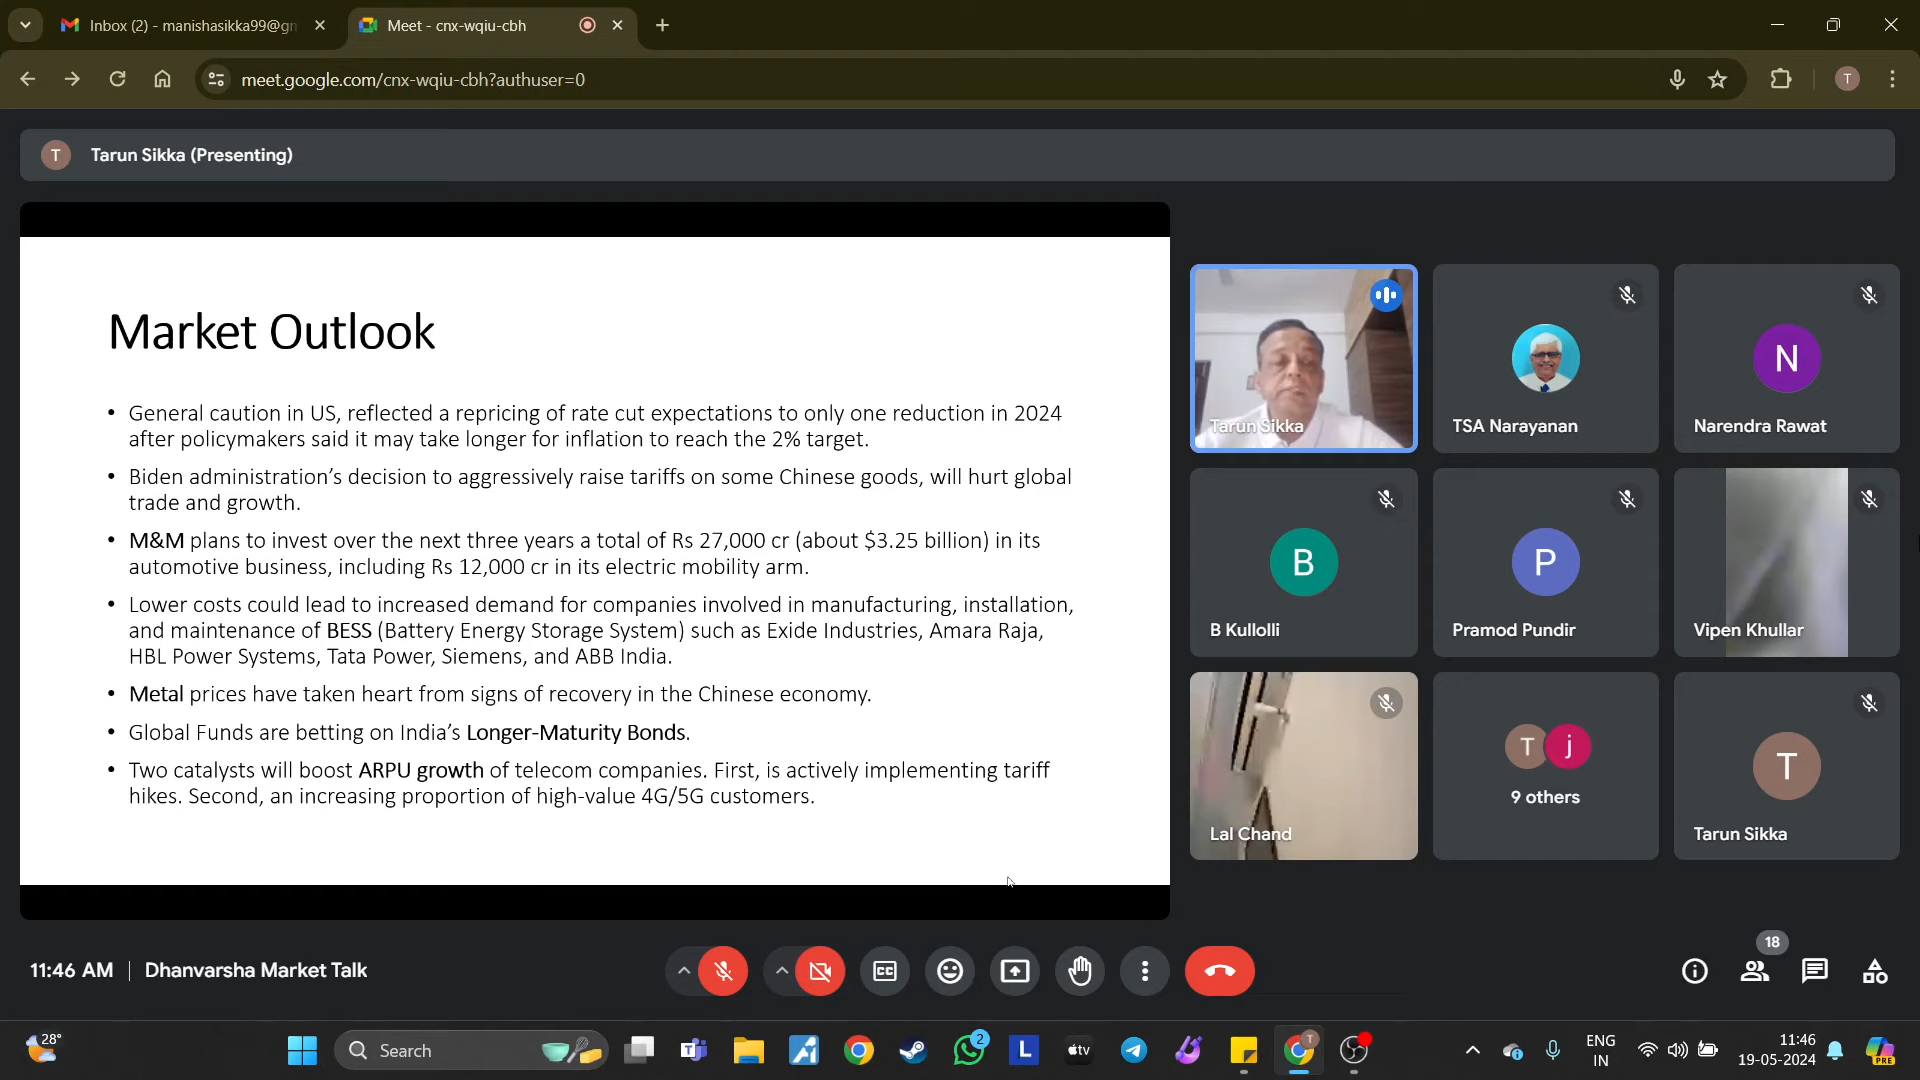 Inbox (2) - manishasikka99@gm
Meet - cnx-wqiu-cbh
meet.google.com/cnx-wqiu-cbh?authuser=0
T
T
Tarun Sikka (Presenting)
Market Outlook
• General caution in US, reflected a repricing of rate cut expectations to only one reduction in 2024
after policymakers said it may take longer for inflation to reach the 2% target.
• Biden administration’s decision to aggressively raise tariffs on some Chinese goods, will hurt global
trade and growth.
• M&M plans to invest over the next three years a total of Rs 27,000 cr (about $3.25 billion) in its
automotive business, including Rs 12,000 cr in its electric mobility arm.
• Lower costs could lead to increased demand for companies involved in manufacturing, installation,
and maintenance of BESS (Battery Energy Storage System) such as Exide Industries, Amara Raja,
HBL Power Systems, Tata Power, Siemens, and ABB India.
• Metal prices have taken heart from signs of recovery in the Chinese economy.
• Global Funds are betting on India’s Longer-Maturity Bonds.
• Two catalysts will boost ARPU growth of telecom companies. First, is actively implementing tariff
hikes. Second, an increasing proportion of high-value 4G/5G customers.
Tarun Sikka
TSA Narayanan
N
Narendra Rawat
B
B Kullolli
P
Pramod Pundir
Vipen Khullar
Lal Chand
T j
9 others
T
Tarun Sikka
11:46 AM | Dhanvarsha Market Talk
CC
18
28°
Search
2
L
tv
T
ENG
IN
11:46
19-05-2024
PRE